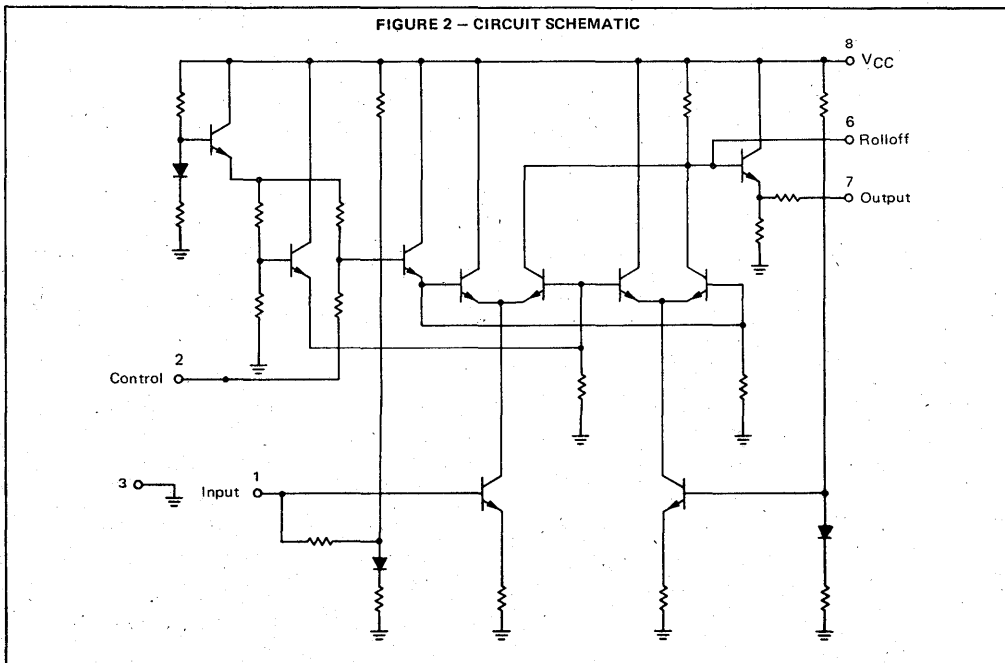 FIGURE 2 – CIRCUIT SCHEMATIC
8
VCC
6
Rolloff
7
Output
2
Control
3
1
Input